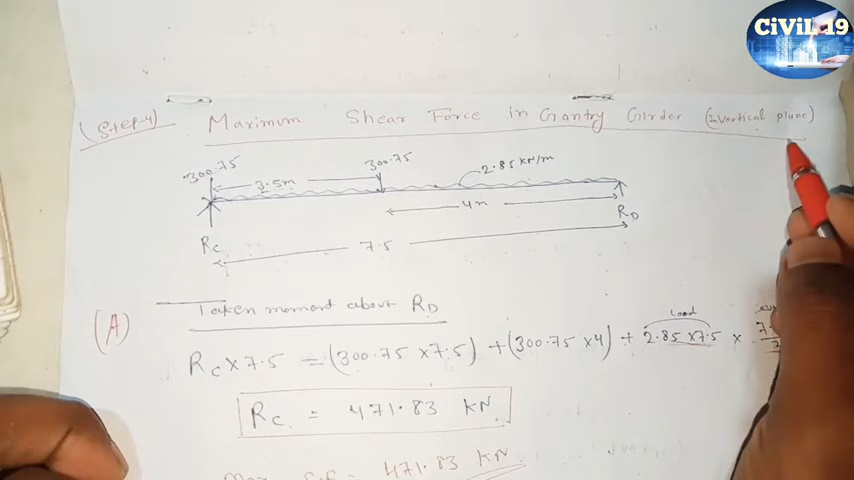 CiViL 19
(Step-4) Maximum Shear Force in Gantry Girder (In Vertical plane)
300.75 300.75 2.85 kN/m
3.5m
4m
RC RD
7.5
(A) Taken moment about RD
Load
RC x 7.5 = (300.75 x 7.5) + (300.75 x 4) + 2.85 x 7.5 x
RC = 471.83 KN.
Max S.F = 471.83 KN